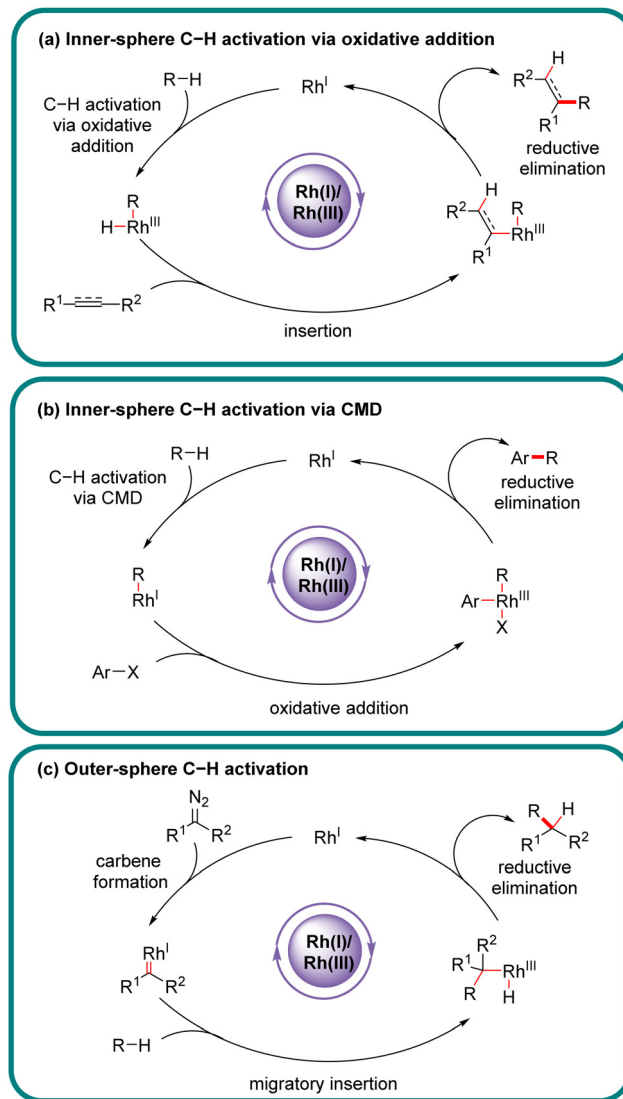 (a) Inner-sphere C−H activation via oxidative addition
R−H
Rh^I
H
R^2
R
R^1
C−H activation
via oxidative
addition
reductive
elimination
Rh(I)/
Rh(III)
R
H−Rh^III
H
R^2
R
Rh^III
R^1
R^1
R^2
insertion
(b) Inner-sphere C−H activation via CMD
R−H
Rh^I
Ar−R
C−H activation
via CMD
reductive
elimination
Rh(I)/
Rh(III)
R
Rh^I
R
Ar−Rh^III
X
Ar−X
oxidative addition
(c) Outer-sphere C−H activation
N2
R^1
R^2
Rh^I
R
H
R^1
R^2
carbene
formation
reductive
elimination
Rh(I)/
Rh(III)
Rh^I
R^1
R^2
R^2
R^1
Rh^III
R
H
R−H
migratory insertion